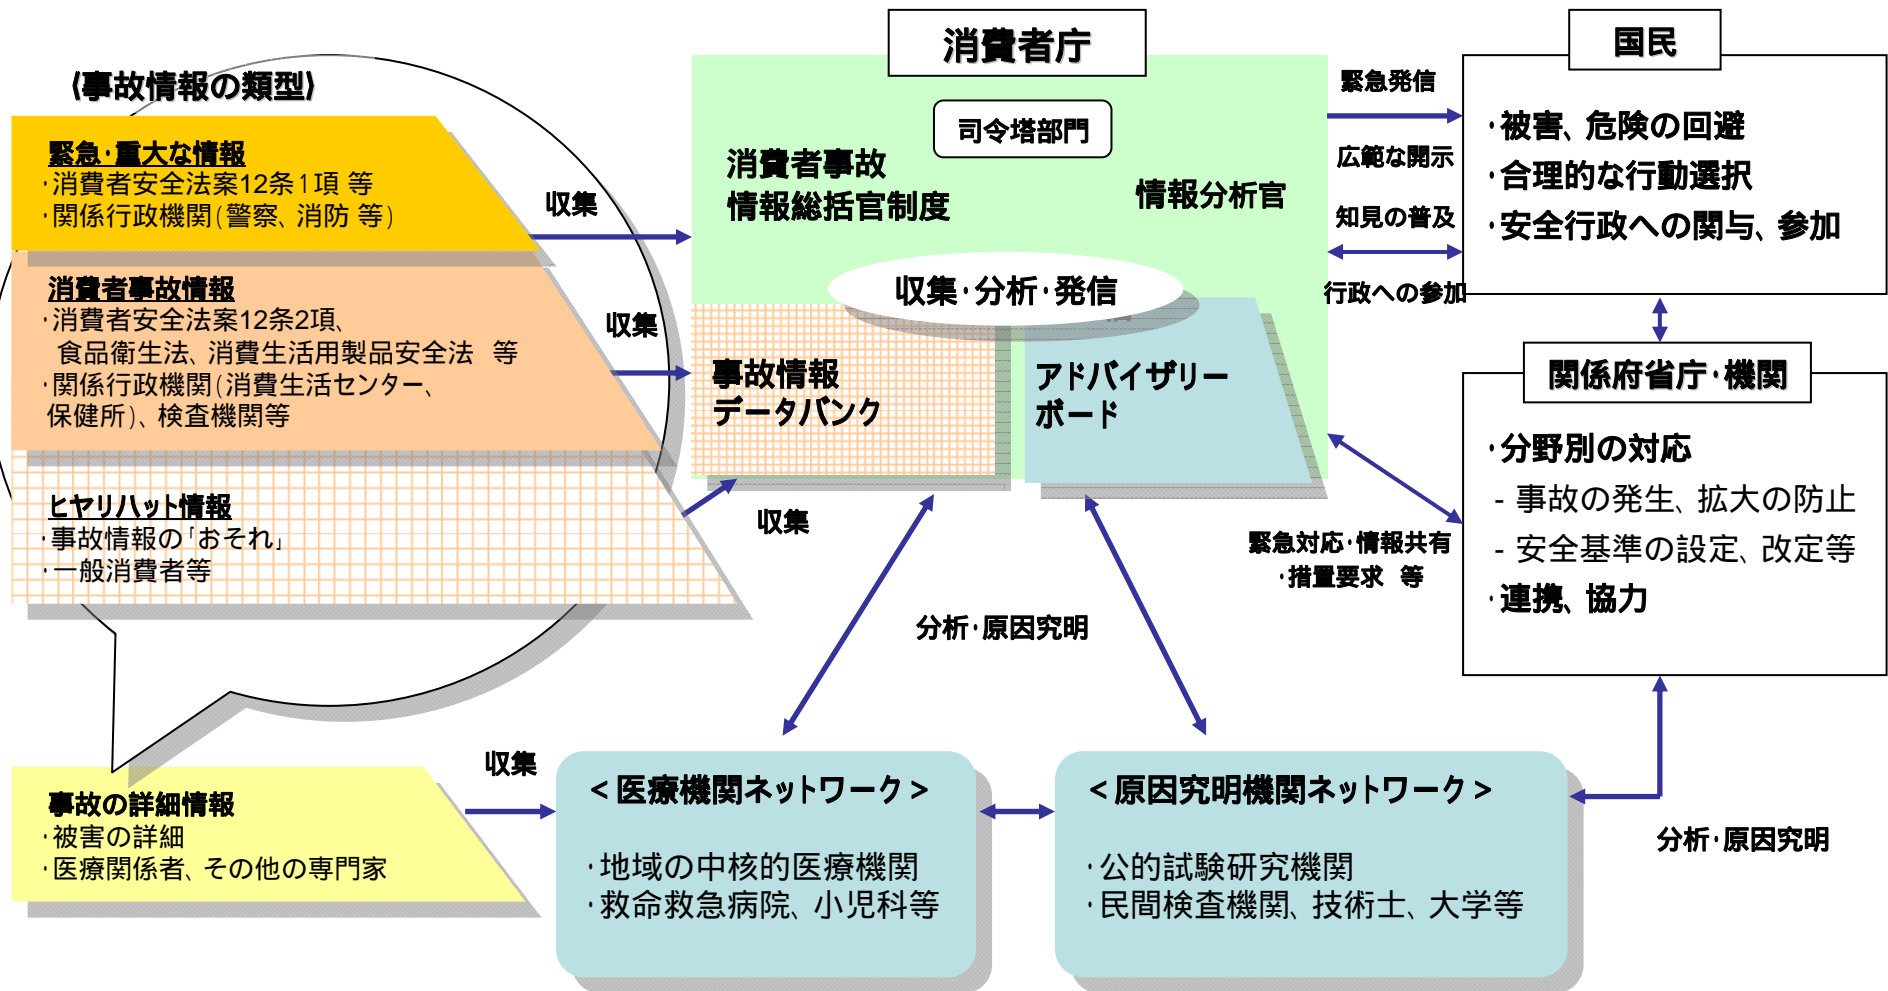 (事故情報の類型)
緊急・重大な情報
・消費者安全法案12条1項 等
・関係行政機関(警察、消防 等)
消費者事故情報
・消費者安全法案12条2項、
食品衛生法、消費生活用製品安全法 等
・関係行政機関(消費生活センター、
保健所)、検査機関等
ヒヤリハット情報
・事故情報の「おそれ」
・一般消費者等
事故の詳細情報
・被害の詳細
・医療関係者、その他の専門家
収集
収集
収集
収集
消費者庁
司令塔部門
消費者事故
情報総括官制度
情報分析官
収集・分析・発信
事故情報
データバンク
アドバイザリー
ボード
緊急発信
広範な開示
知見の普及
行政への参加
国民
・被害、危険の回避
・合理的な行動選択
・安全行政への関与、参加
関係府省庁・機関
・分野別の対応
- 事故の発生、拡大の防止
- 安全基準の設定、改定等
・連携、協力
緊急対応・情報共有
・措置要求 等
分析・原因究明
<医療機関ネットワーク>
・地域の中核的医療機関
・救命救急病院、小児科等
<原因究明機関ネットワーク>
・公的試験研究機関
・民間検査機関、技術士、大学等
分析・原因究明